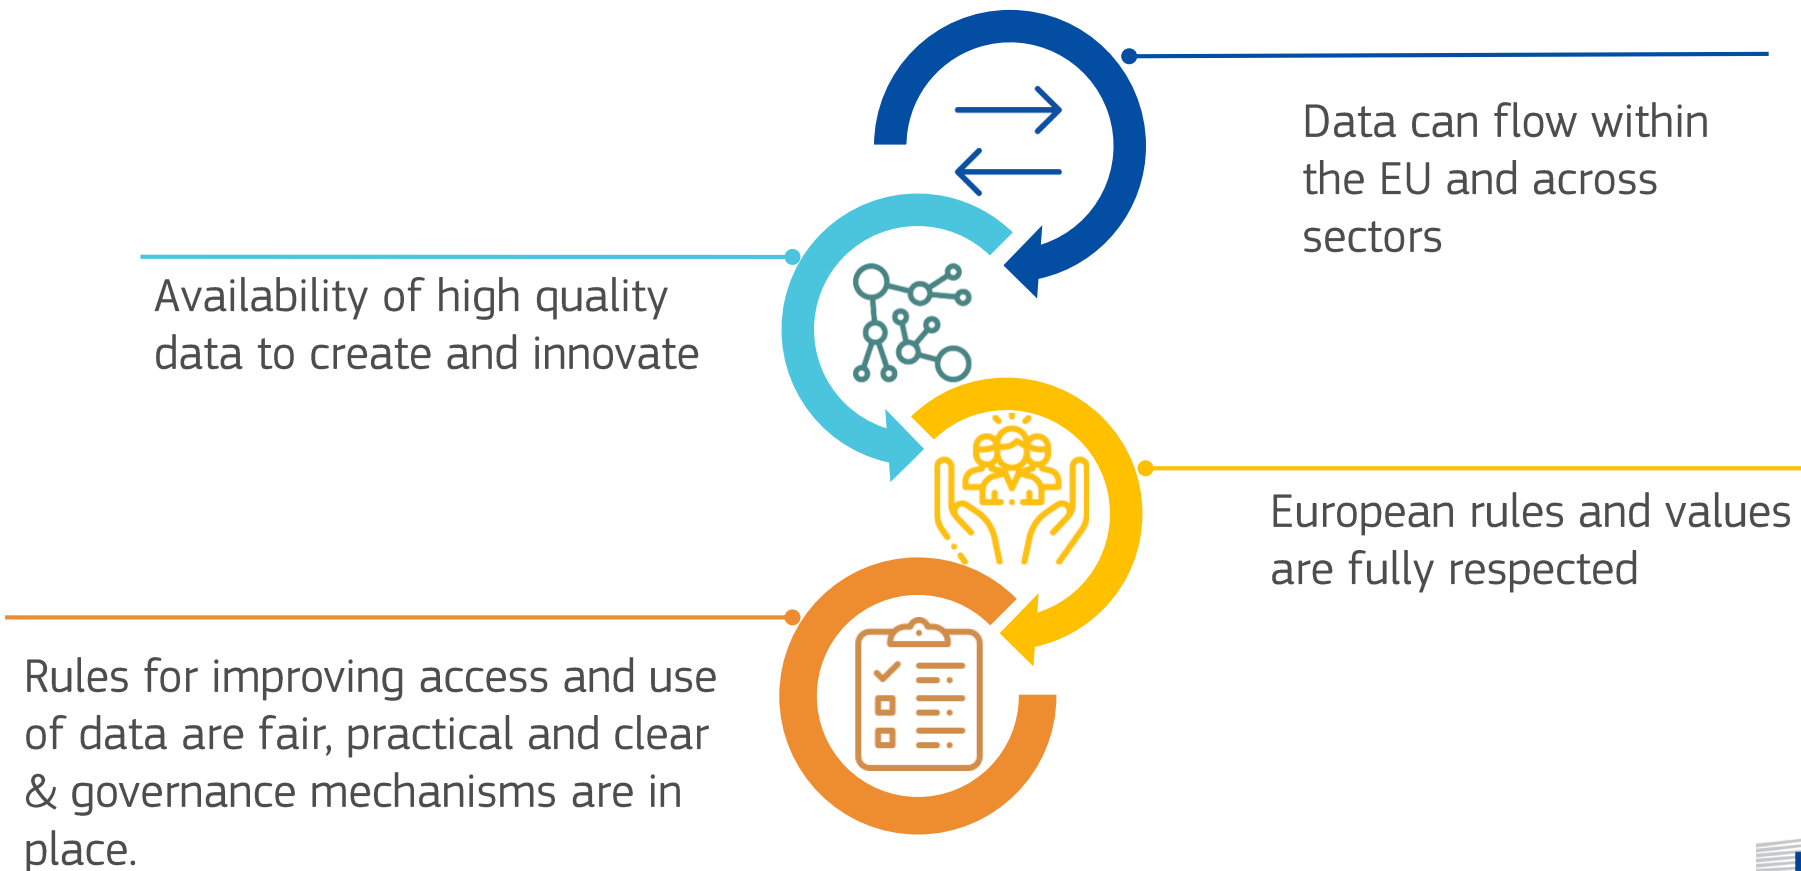 Data can flow within
the EU and across
sectors
Availability of high quality
data to create and innovate
European rules and values
are fully respected
Rules for improving access and use
of data are fair, practical and clear
& governance mechanisms are in
place.